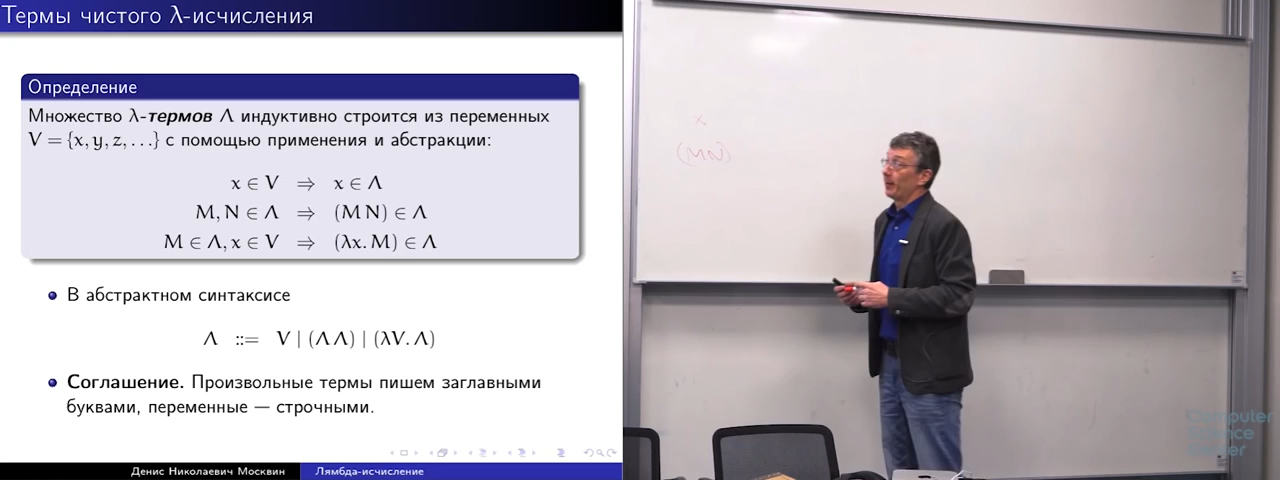 Термы чистого λ-исчисления
Определение
Множество λ-термов Λ индуктивно строится из переменных
V = {x, y, z, . . .} с помощью применения и абстракции:
x ∈ V ⇒ x ∈ Λ
M, N ∈ Λ ⇒ (M N) ∈ Λ
M ∈ Λ, x ∈ V ⇒ (λx. M) ∈ Λ
В абстрактном синтаксисе
Λ ::= V | (Λ Λ) | (λV. Λ)
Соглашение. Произвольные термы пишем заглавными
буквами, переменные — строчными.
Денис Николаевич Москвин
Лямбда-исчисление
x
(MN)
Computer
Science
Center